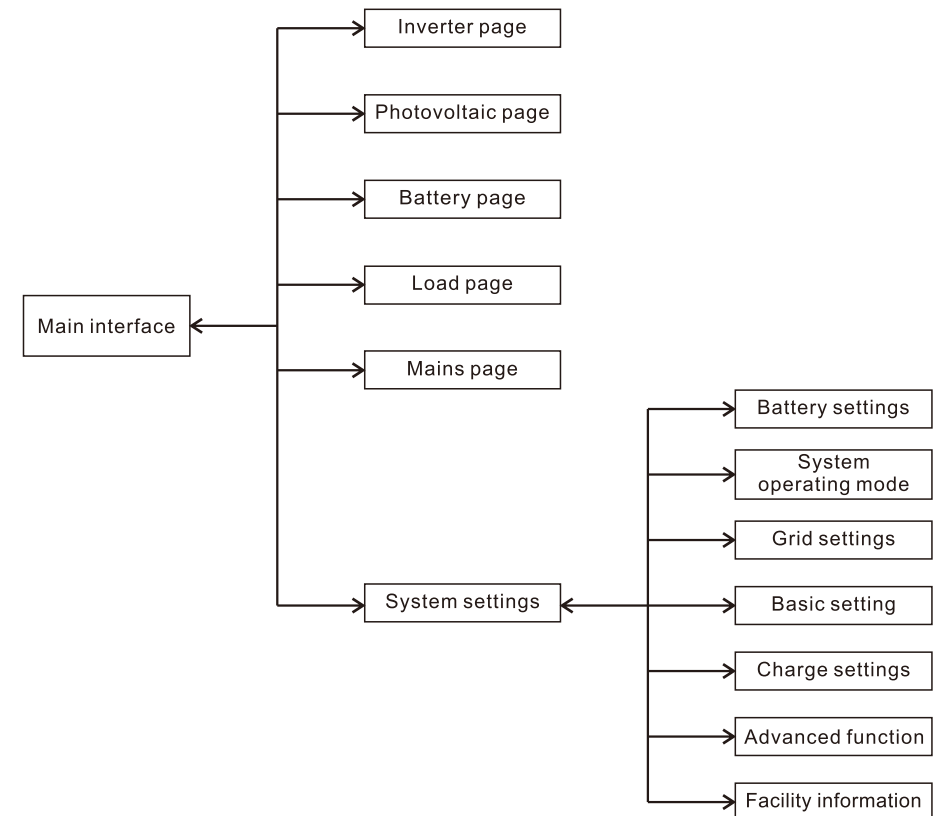 Inverter page
Photovoltaic page
Battery page
Load page
Main interface
Mains page
Battery settings
System
operating mode
Grid settings
System settings
Basic setting
Charge settings
Advanced function
Facility information